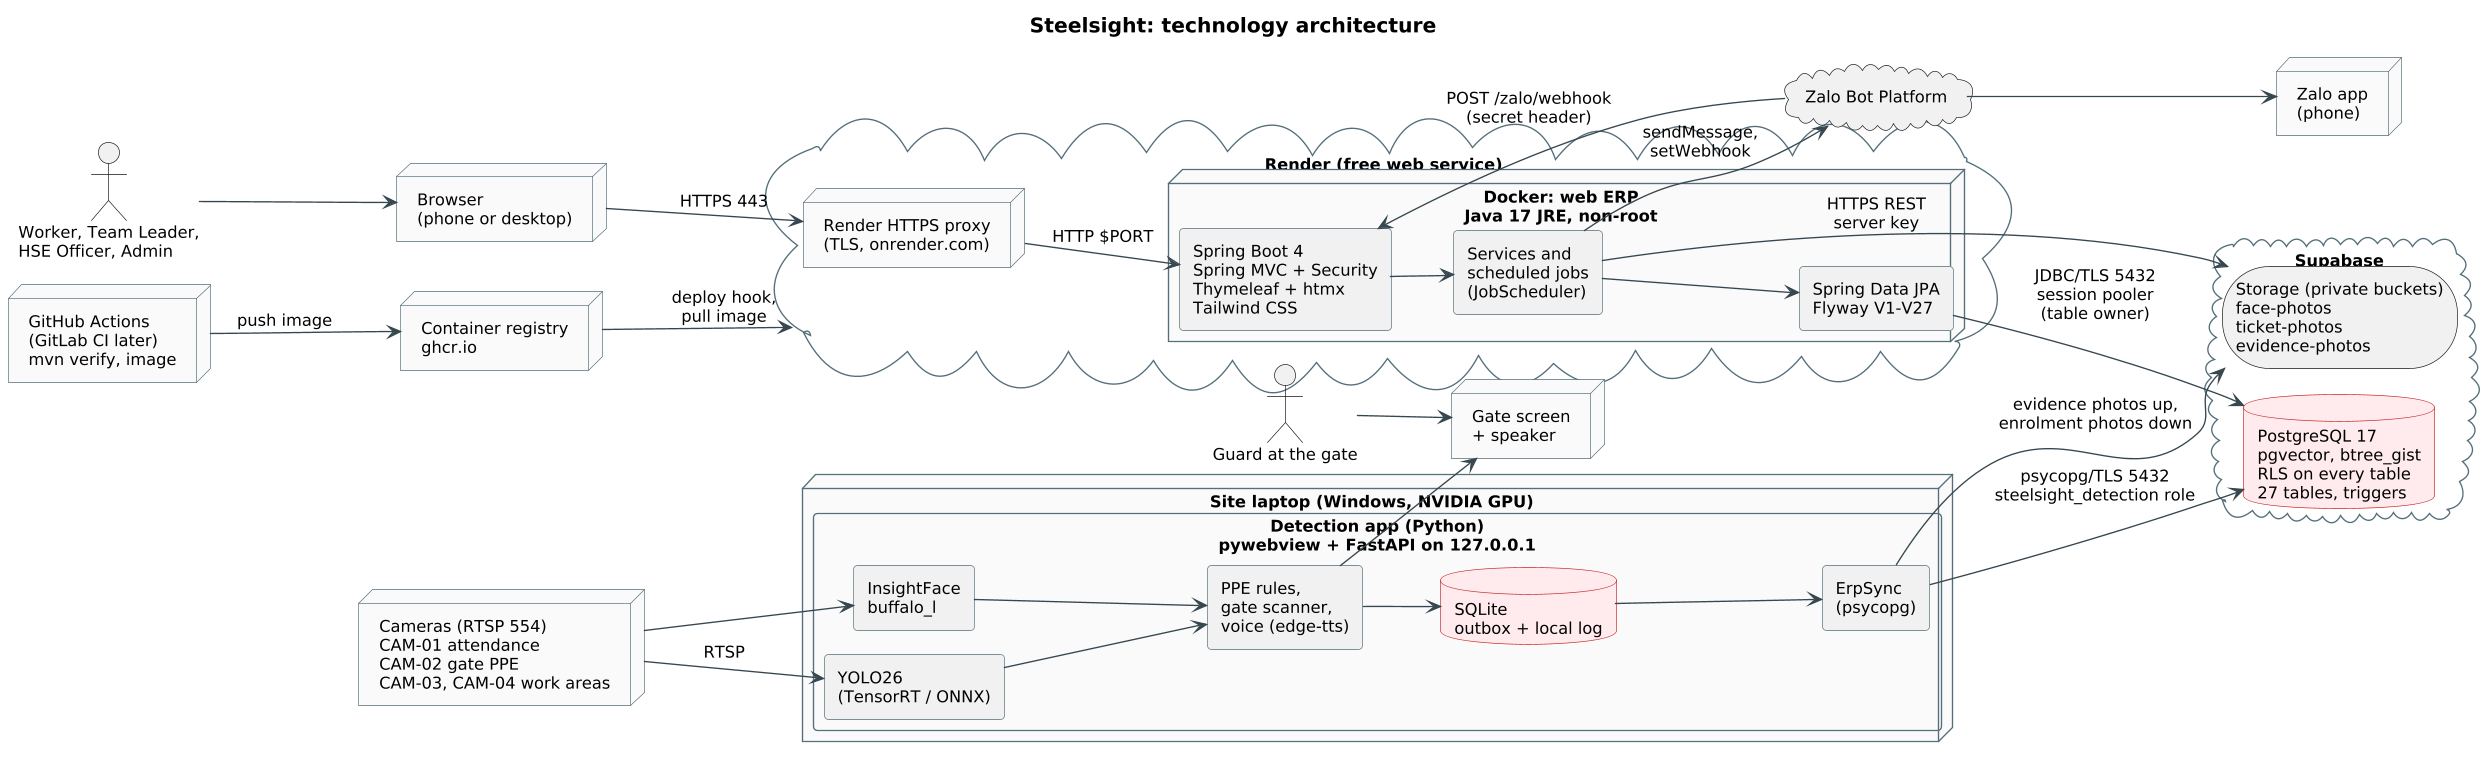 Steelsight: technology architecture
Zalo Bot Platform
Zalo app
(phone)
POST /zalo/webhook
(secret header)
sendMessage,
setWebhook
Worker, Team Leader,
HSE Officer, Admin
Browser
(phone or desktop)
HTTPS 443
Render (free web service)
Render HTTPS proxy
(TLS, onrender.com)
HTTP $PORT
Docker: web ERP
Java 17 JRE, non-root
Spring Boot 4
Spring MVC + Security
Thymeleaf + htmx
Tailwind CSS
Services and
scheduled jobs
(JobScheduler)
HTTPS REST
server key
Spring Data JPA
Flyway V1-V27
JDBC/TLS 5432
session pooler
(table owner)
Supabase
Storage (private buckets)
face-photos
ticket-photos
evidence-photos
GitHub Actions
(GitLab CI later)
mvn verify, image
push image
Container registry
ghcr.io
deploy hook,
pull image
Guard at the gate
Gate screen
+ speaker
evidence photos up,
enrolment photos down
PostgreSQL 17
pgvector, btree_gist
RLS on every table
27 tables, triggers
psycopg/TLS 5432
steelsight_detection role
Site laptop (Windows, NVIDIA GPU)
Detection app (Python)
pywebview + FastAPI on 127.0.0.1
Cameras (RTSP 554)
CAM-01 attendance
CAM-02 gate PPE
CAM-03, CAM-04 work areas
RTSP
InsightFace
buffalo_l
YOLO26
(TensorRT / ONNX)
PPE rules,
gate scanner,
voice (edge-tts)
SQLite
outbox + local log
ErpSync
(psycopg)